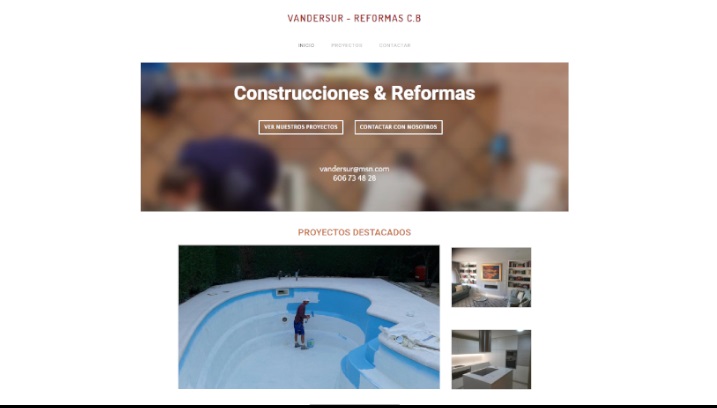 VANDERSUR - REFORMAS C.B
INICIO PROYECTOS CONTACTAR
Construcciones & Reformas
VER NUESTROS PROYECTOS CONTACTAR CON NOSOTROS
vandersur@msn.com
606 73 48 28
PROYECTOS DESTACADOS